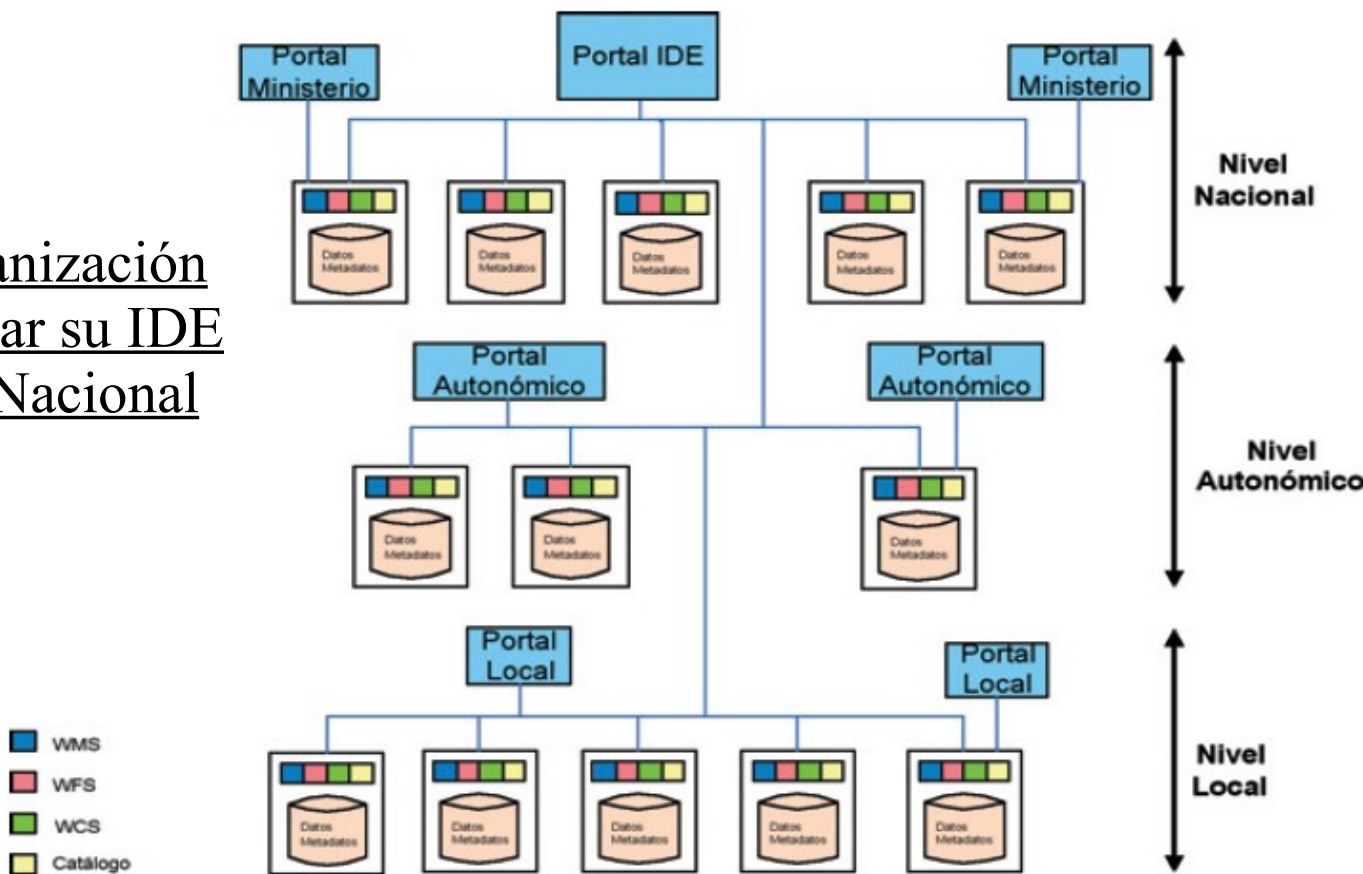 Portal IDE
Portal
Ministerio
Portal
Ministerio
Nivel
Nacional
Datos
Metadatos
Datos
Metadatos
Datos
Metadatos
Datos
Metadatos
Datos
Metadatos
ar su IDE
Nacional
Portal
Autonómico
Portal
Autonómico
Nivel
Autonómico
Datos
Metadatos
Datos
Metadatos
Datos
Metadatos
Portal
Local
Portal
Local
Nivel
Local
Datos
Metadatos
Datos
Metadatos
Datos
Metadatos
Datos
Metadatos
Datos
Metadatos
WMS
WFS
WCS
Catálogo